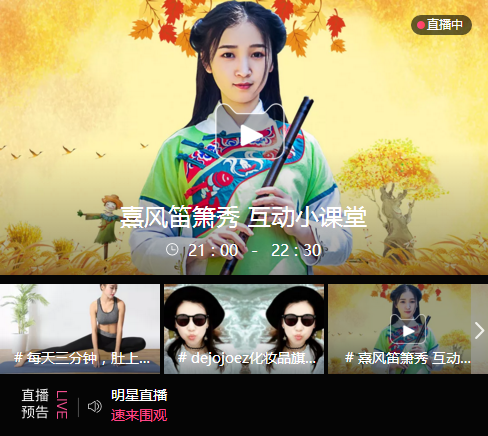 直播中
熹风笛箫秀 互动小课堂
21 : 00 - 22 : 30
# 每天三分钟，肚上...
# dejojoez化妆品旗...
# 熹风笛箫秀 互动...
直播
预告
LIVE
明星直播
速来围观